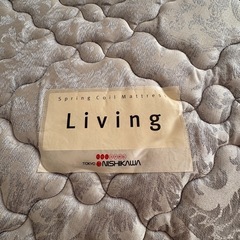 Spring Coil Mattress
Living
TOKYO NISHIKAWA